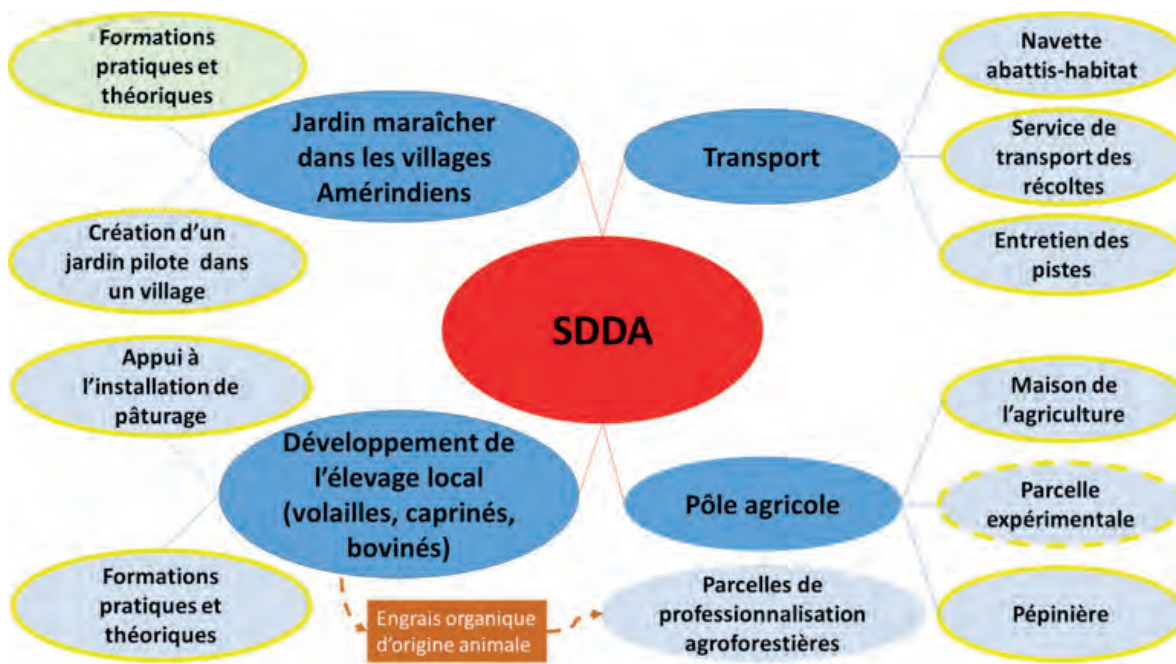 Formations
pratiques et
théoriques
Jardin maraîcher
dans les villages
Amérindiens
Création d'un
jardin pilote dans
un village
Transport
Navette
abattis-habitat
Service de
transport des
récoltes
Entretien des
pistes
SDDA
Appui à
l'installation de
pâturage
Développement de
l'élevage local
(volailles, caprinés,
bovinés)
Formations
pratiques et
théoriques
Engrais organique
d'origine animale
Parcelles de
professionnalisation
agroforestières
Pôle agricole
Maison de
l'agriculture
Parcelle
expérimentale
Pépinière